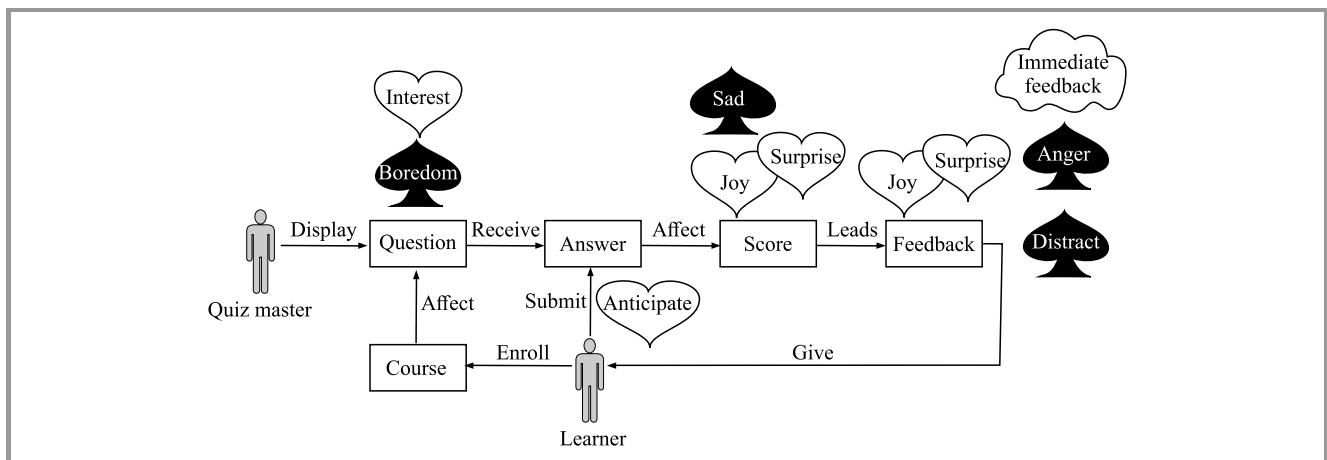 Immediate
feedback
Interest
Sad
Boredom
Joy
Surprise
Joy
Surprise
Anger
Quiz master
Display
Question
Receive
Answer
Affect
Score
Leads
Feedback
Distract
Affect
Submit
Anticipate
Course
Enroll
Give
Learner